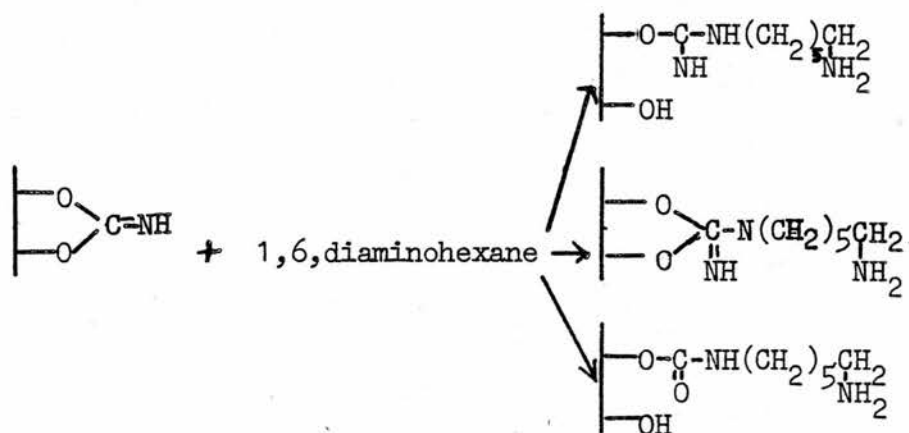 O-C-NH(CH2)5CH2
NH NH2
OH
O
C=NH
O
+ 1,6,diaminohexane
O
C-N(CH2)5CH2
O
NH NH2
O-C-NH(CH2)5CH2
O NH2
OH